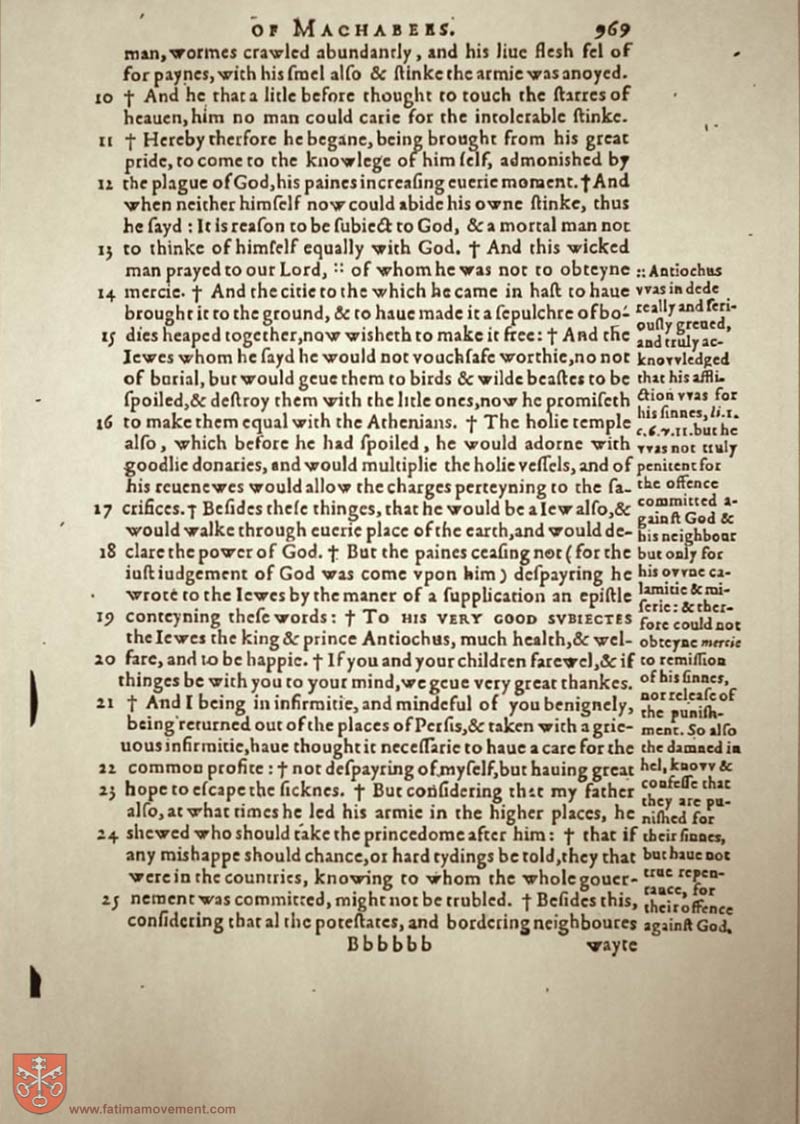 OF MACHABEES. 969
man, wormes crawled abundantly, and his liue flesh fel of
for paynes, with his smel also & stinke the armie was anoyed.
10 † And he that a litle before thought to touch the starres of
heauen, him no man could carie for the intolerable stinke.
11 † Hereby therfore he begane, being brought from his great
pride, to come to the knowlege of him self, admonished by
12 the plague of God, his paines increasing euerie moment. † And
when neither himself now could abide his owne stinke, thus
he sayd : It is reason to be subiect to God, & a mortal man not
13 to thinke of himself equally with God. † And this wicked
man prayed to our Lord, :: of whom he was not to obteyne
14 mercie. † And the citie to the which he came in hast to haue
brought it to the ground, & to haue made it a sepulchre of bo-
15 dies heaped together, now wisheth to make it free: † And the
Iewes whom he sayd he would not vouchsafe worthie, no not
of burial, but would geue them to birds & wilde beastes to be
spoiled, & destroy them with the litle ones, now he promiseth
16 to make them equal with the Athenians. † The holie temple
also, which before he had spoiled, he would adorne with
goodlie donaries, and would multiplie the holie vessels, and of
his reuenewes would allow the charges perteyning to the sa-
17 crifices. † Besides these thinges, that he would be a Iew also, &
would walke through euerie place of the earth, and would de-
18 clare the power of God. † But the paines ceasing not (for the
iust iudgement of God was come vpon him) despayring he
wrote to the Iewes by the maner of a supplication an epistle
19 conteyning these words: † TO HIS VERY GOOD SVBIECTES
the Iewes the king & prince Antiochus, much health, & wel-
20 fare, and to be happie. † If you and your children farewel, & if
thinges be with you to your mind, we geue very great thankes.
21 † And I being in infirmitie, and mindeful of you benignely,
being returned out of the places of Persis, & taken with a grie-
uous infirmitie, haue thought it necessarie to haue a care for the
22 common profite : † not despayring of myself, but hauing great
23 hope to escape the sicknes. † But considering that my father
also, at what times he led his armie in the higher places, he
24 shewed who should take the princedome after him: † that if
any mishappe should chance, or hard tydings be told, they that
were in the countries, knowing to whom the whole gouer-
25 nement was committed, might not be trubled. † Besides this,
considering that al the potestates, and bordering neighboures
Bbbbbb wayte
:: Antiochus
vvas in dede
really and seri-
ously greued,
and truly ac-
knovvledged
that his affli-
ction vvas for
his sinnes, li. 1.
c. 6. v. 11. but he
vvas not truly
penitent for
the offence
committed a-
gainst God &
his neighbour
but only for
his ovvne ca-
lamitie & mi-
serie: & ther-
fore could not
obteyne mercie
to remission
of his sinnes,
nor release of
the punish-
ment. So also
the damned in
hel, knovv &
confesse that
they are pu-
nished for
their sinnes,
but haue not
true repen-
tance, for
their offence
against God.
www.fatimamovement.com